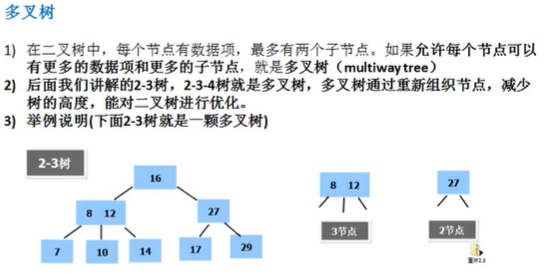 多叉树
1) 在二叉树中，每个节点有数据项，最多有两个子节点。如果允许每个节点可以
有更多的数据项和更多的子节点，就是多叉树（multiway tree）
2) 后面我们讲解的2-3树，2-3-4树就是多叉树，多叉树通过重新组织节点，减少
树的高度，能对二叉树进行优化。
3) 举例说明(下面2-3树就是一颗多叉树)
2-3树
16
8 12
27
7
10
14
17
29
8 12
3节点
27
2节点